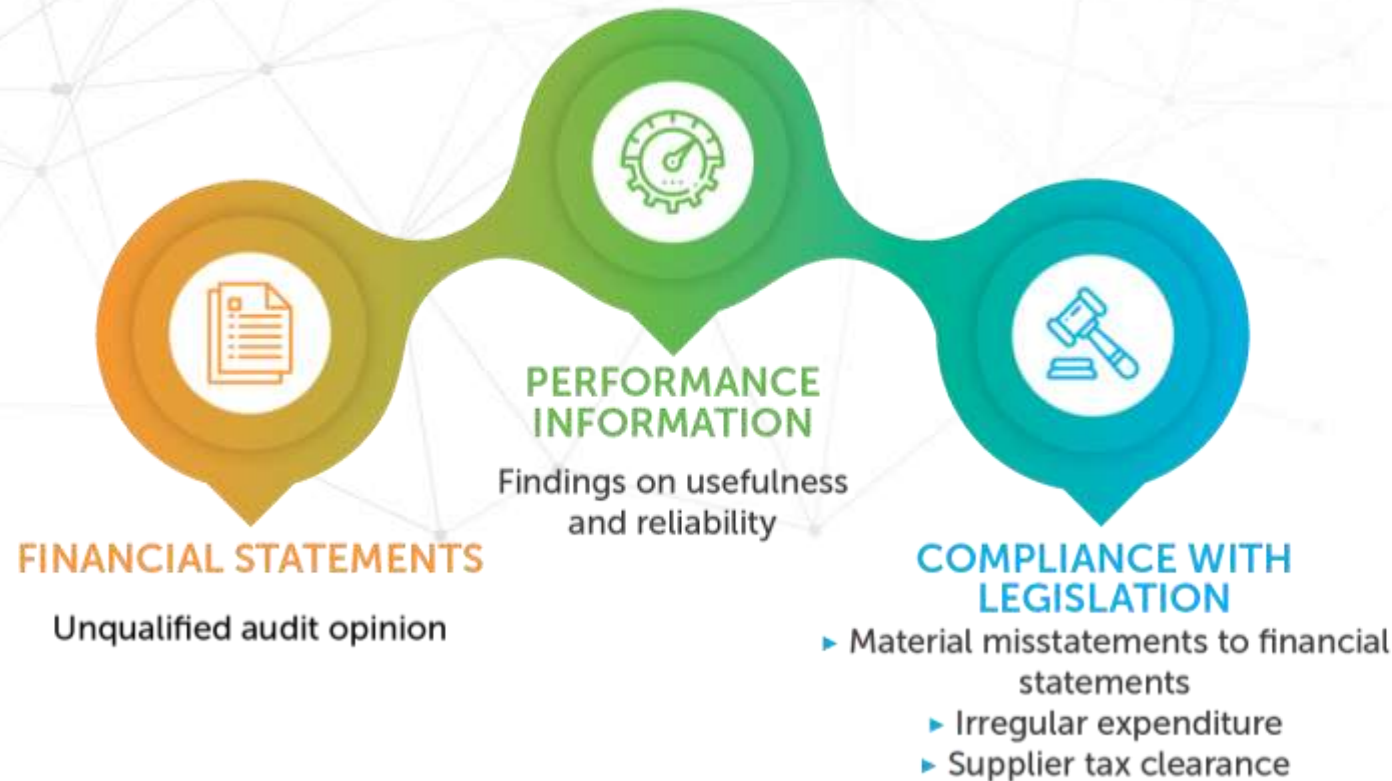 FINANCIAL STATEMENTS
Unqualified audit opinion
PERFORMANCE
INFORMATION
Findings on usefulness
and reliability
COMPLIANCE WITH
LEGISLATION
▸ Material misstatements to financial
statements
▸ Irregular expenditure
▸ Supplier tax clearance